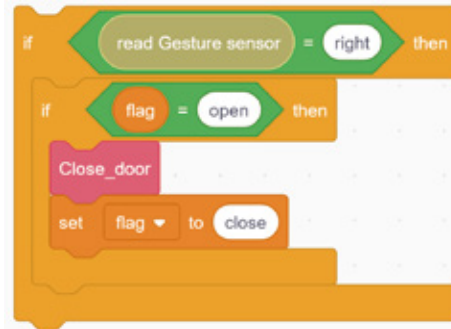 if read Gesture sensor = right then
if flag = open then
Close_door
set flag to close